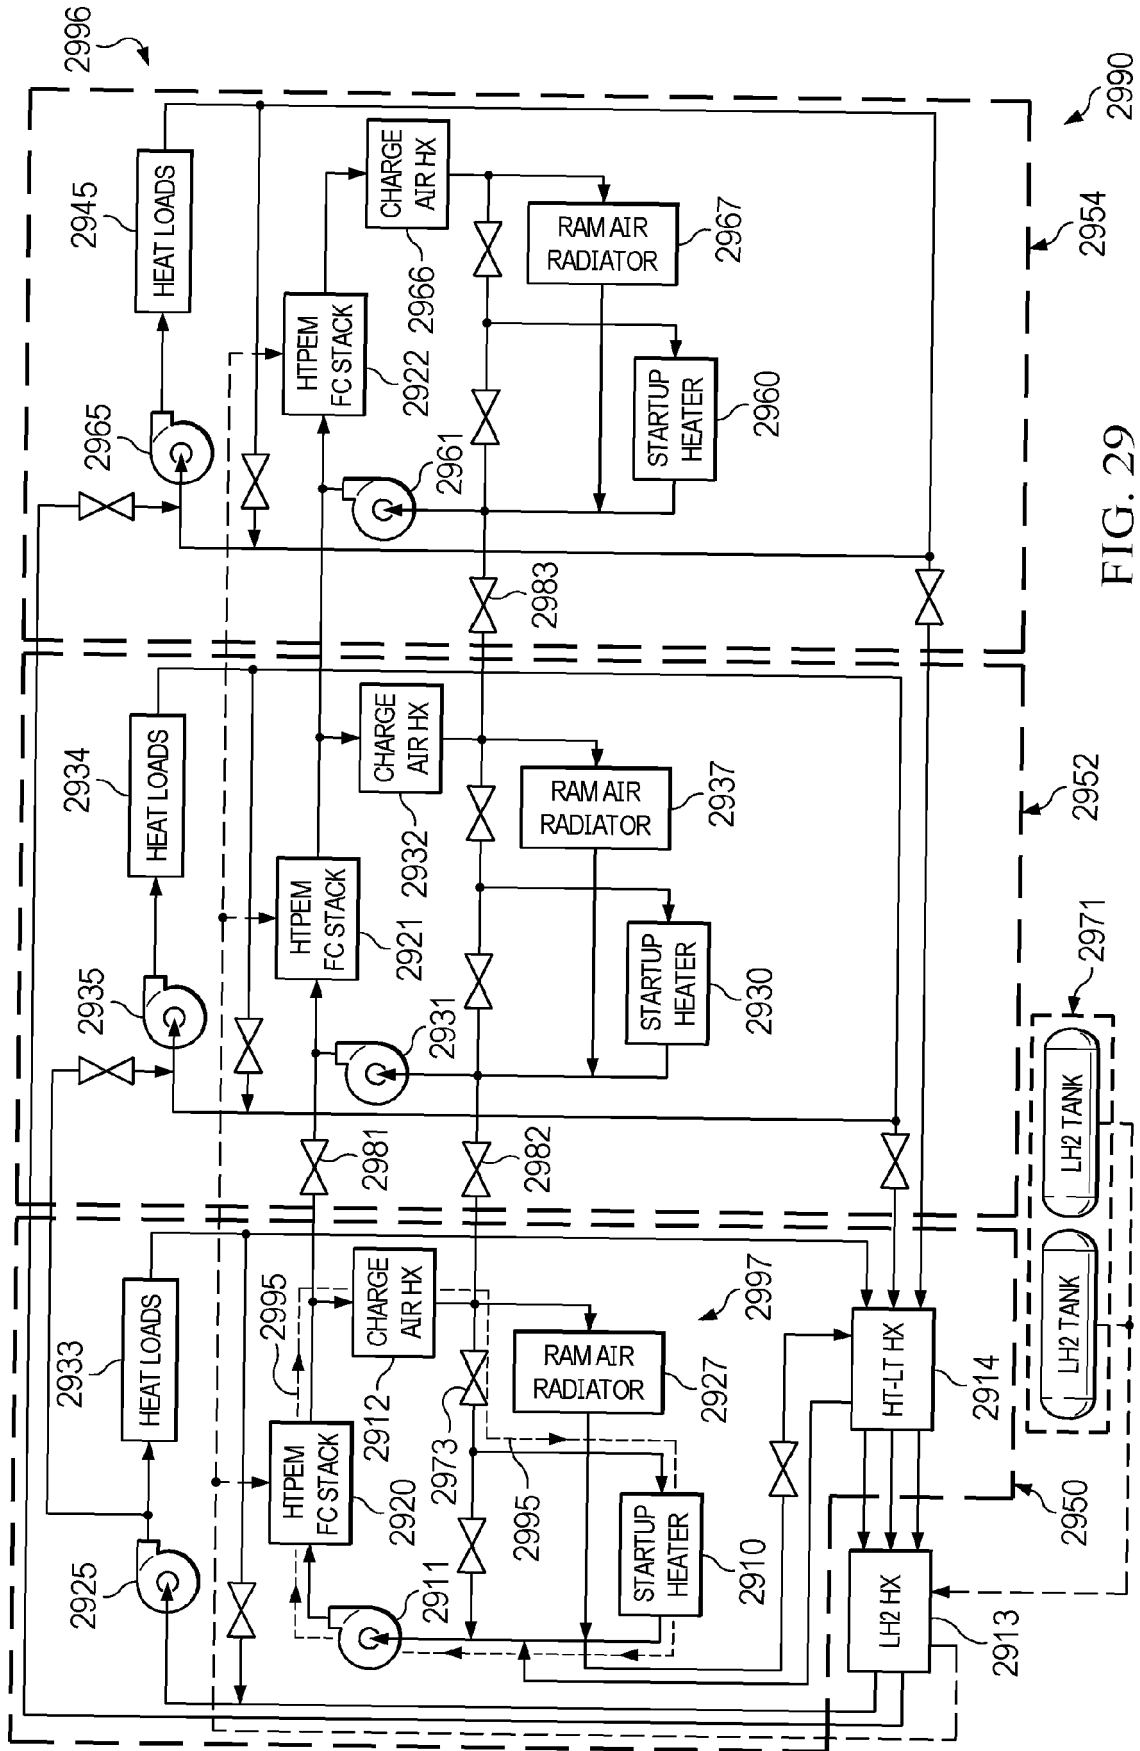 2996
2990
2945
HEAT LOADS
2965
CHARGE
AIR HX
2966
HTPEM
FC STACK
2922
RAM AIR
RADIATOR
2967
2954
STARTUP
HEATER
2960
2961
2983
FIG. 29
2934
HEAT LOADS
2935
CHARGE
AIR HX
2932
HTPEM
FC STACK
2921
RAM AIR
RADIATOR
2937
2952
STARTUP
HEATER
2930
2931
2981
2982
2971
LH2 TANK
LH2 TANK
2933
HEAT LOADS
2925
2995
CHARGE
AIR HX
2912
HTPEM
FC STACK
2920
2973
2995
2997
RAM AIR
RADIATOR
2927
HT-LT HX
2914
2950
STARTUP
HEATER
2910
2911
LH2 HX
2913